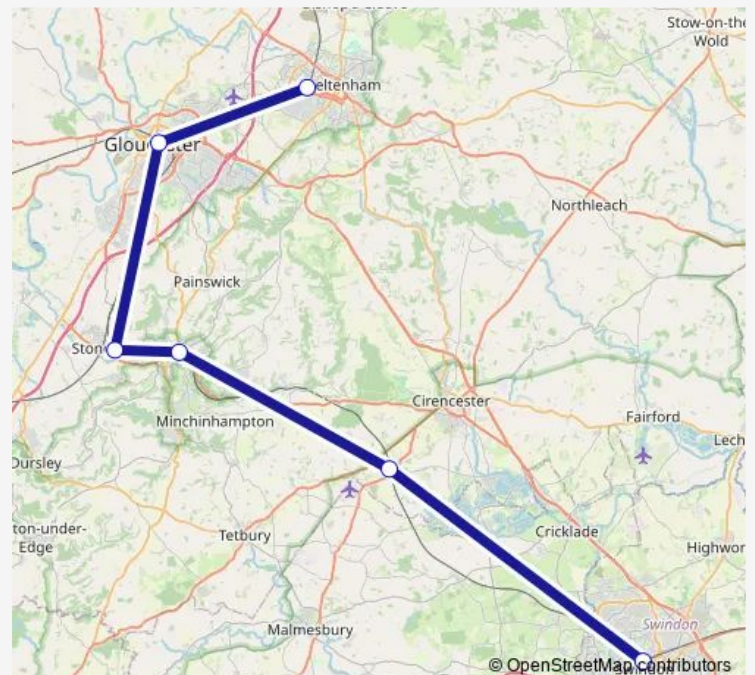 Stow-on-the
Wold
eltenham
Glou ster
Northleach
Painswick
Ston
Cirencester
Minchinhampton
Fairford
Lech
Dursley
ton-under-
Edge
Tetbury
Cricklade
Highwor
Malmesbury
Swindon
© OpenStreetMap contributors